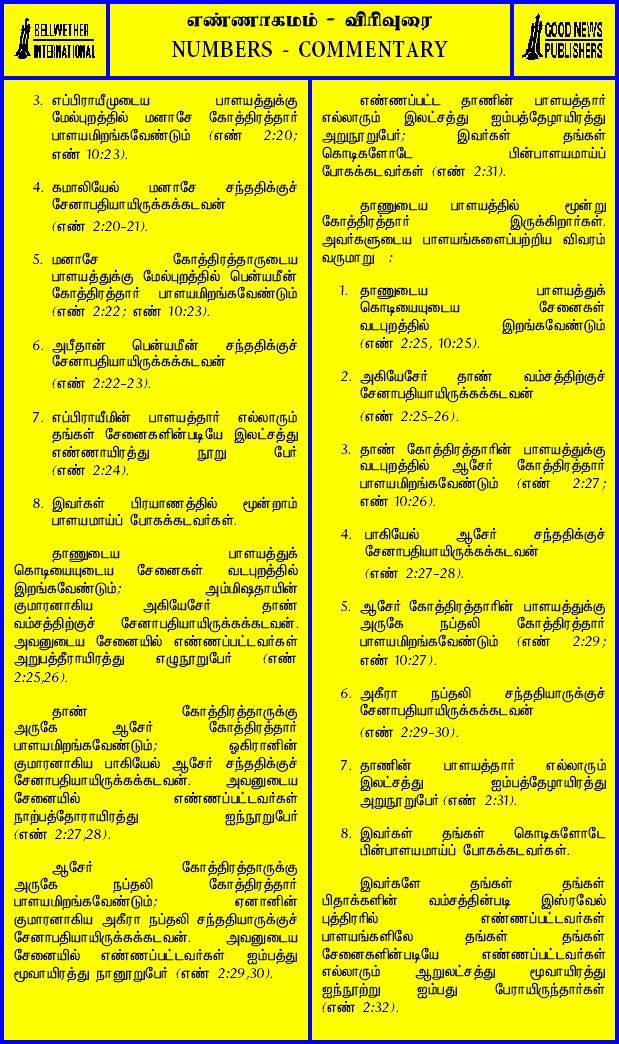 BELLWETHER
INTERNATIONAL
எண்ணாகமம் - விரிவுரை
NUMBERS - COMMENTARY
GOOD NEWS
PUBLISHERS
3. எப்பிராயீமுடைய பாளயத்துக்கு
மேல்புறத்தில் மனாசே கோத்திரத்தார்
பாளயமிறங்கவேண்டும் (எண் 2:20;
எண் 10:23).
4. கமாலியேல் மனாசே சந்ததிக்குச்
சேனாபதியாயிருக்கக்கடவன்
(எண் 2:20-21).
5. மனாசே கோத்திரத்தாருடைய
பாளயத்துக்கு மேல்புறத்தில் பென்யமீன்
கோத்திரத்தார் பாளயமிறங்கவேண்டும்
(எண் 2:22; எண் 10:23).
6. அபீதான் பென்யமீன் சந்ததிக்குச்
சேனாபதியாயிருக்கக்கடவன்
(எண் 2:22-23).
7. எப்பிராயீமின் பாளயத்தார் எல்லாரும்
தங்கள் சேனைகளின்படியே இலட்சத்து
எண்ணாயிரத்து நூறு பேர்
(எண் 2:24).
8. இவர்கள் பிரயாணத்தில் மூன்றாம்
பாளயமாய்ப் போகக்கடவர்கள்.
தாணுடைய பாளயத்துக்
கொடியையுடைய சேனைகள் வடபுறத்தில்
இறங்கவேண்டும்; அம்மிஷதாயின்
குமாரனாகிய அகியேசேர் தாண்
வம்சத்திற்குச் சேனாபதியாயிருக்கக்கடவன்.
அவனுடைய சேனையில் எண்ணப்பட்டவர்கள்
அறுபத்தீராயிரத்து எழுநூறுபேர் (எண்
2:25,26).
தாண் கோத்திரத்தாருக்கு
அருகே ஆசேர் கோத்திரத்தார்
பாளயமிறங்கவேண்டும்; ஒகிரானின்
குமாரனாகிய பாகியேல் ஆசேர் சந்ததிக்குச்
சேனாபதியாயிருக்கக்கடவன். அவனுடைய
சேனையில் எண்ணப்பட்டவர்கள்
நாற்பத்தோராயிரத்து ஐந்நூறுபேர்
(எண் 2:27,28).
ஆசேர் கோத்திரத்தாருக்கு
அருகே நப்தலி கோத்திரத்தார்
பாளயமிறங்கவேண்டும்; ஏனானின்
குமாரனாகிய அகீரா நப்தலி சந்ததியாருக்குச்
சேனாபதியாயிருக்கக்கடவன். அவனுடைய
சேனையில் எண்ணப்பட்டவர்கள் ஐம்பத்து
மூவாயிரத்து நானூறுபேர் (எண் 2:29,30).
எண்ணப்பட்ட தாணின் பாளயத்தார்
எல்லாரும் இலட்சத்து ஐம்பத்தேழாயிரத்து
அறுநூறுபேர்; இவர்கள் தங்கள்
கொடிகளோடே பின்பாளயமாய்ப்
போகக்கடவர்கள் (எண் 2:31).
தாணுடைய பாளயத்தில் மூன்று
கோத்திரத்தார் இருக்கிறார்கள்.
அவர்களுடைய பாளயங்களைப்பற்றிய விவரம்
வருமாறு :
1. தாணுடைய பாளயத்துக்
கொடியையுடைய சேனைகள்
வடபுறத்தில் இறங்கவேண்டும்
(எண் 2:25, 10:25).
2. அகியேசேர் தாண் வம்சத்திற்குச்
சேனாபதியாயிருக்கக்கடவன்
(எண் 2:25-26).
3. தாண் கோத்திரத்தாரின் பாளயத்துக்கு
வடபுறத்தில் ஆசேர் கோத்திரத்தார்
பாளயமிறங்கவேண்டும் (எண் 2:27;
எண் 10:26).
4. பாகியேல் ஆசேர் சந்ததிக்குச்
சேனாபதியாயிருக்கக்கடவன்
(எண் 2:27-28).
5. ஆசேர் கோத்திரத்தாரின் பாளயத்துக்கு
அருகே நப்தலி கோத்திரத்தார்
பாளயமிறங்கவேண்டும் (எண் 2:29;
எண் 10:27).
6. அகீரா நப்தலி சந்ததியாருக்குச்
சேனாபதியாயிருக்கக்கடவன்
(எண் 2:29-30).
7. தாணின் பாளயத்தார் எல்லாரும்
இலட்சத்து ஐம்பத்தேழாயிரத்து
அறுநூறுபேர் (எண் 2:31).
8. இவர்கள் தங்கள் கொடிகளோடே
பின்பாளயமாய்ப் போகக்கடவர்கள்.
இவர்களே தங்கள் தங்கள்
பிதாக்களின் வம்சத்தின்படி இஸ்ரவேல்
புத்திரரில் எண்ணப்பட்டவர்கள்
பாளயங்களிலே தங்கள் தங்கள்
சேனைகளின்படியே எண்ணப்பட்டவர்கள்
எல்லாரும் ஆறுலட்சத்து மூவாயிரத்து
ஐந்நூற்று ஐம்பது பேராயிருந்தார்கள்
(எண் 2:32).